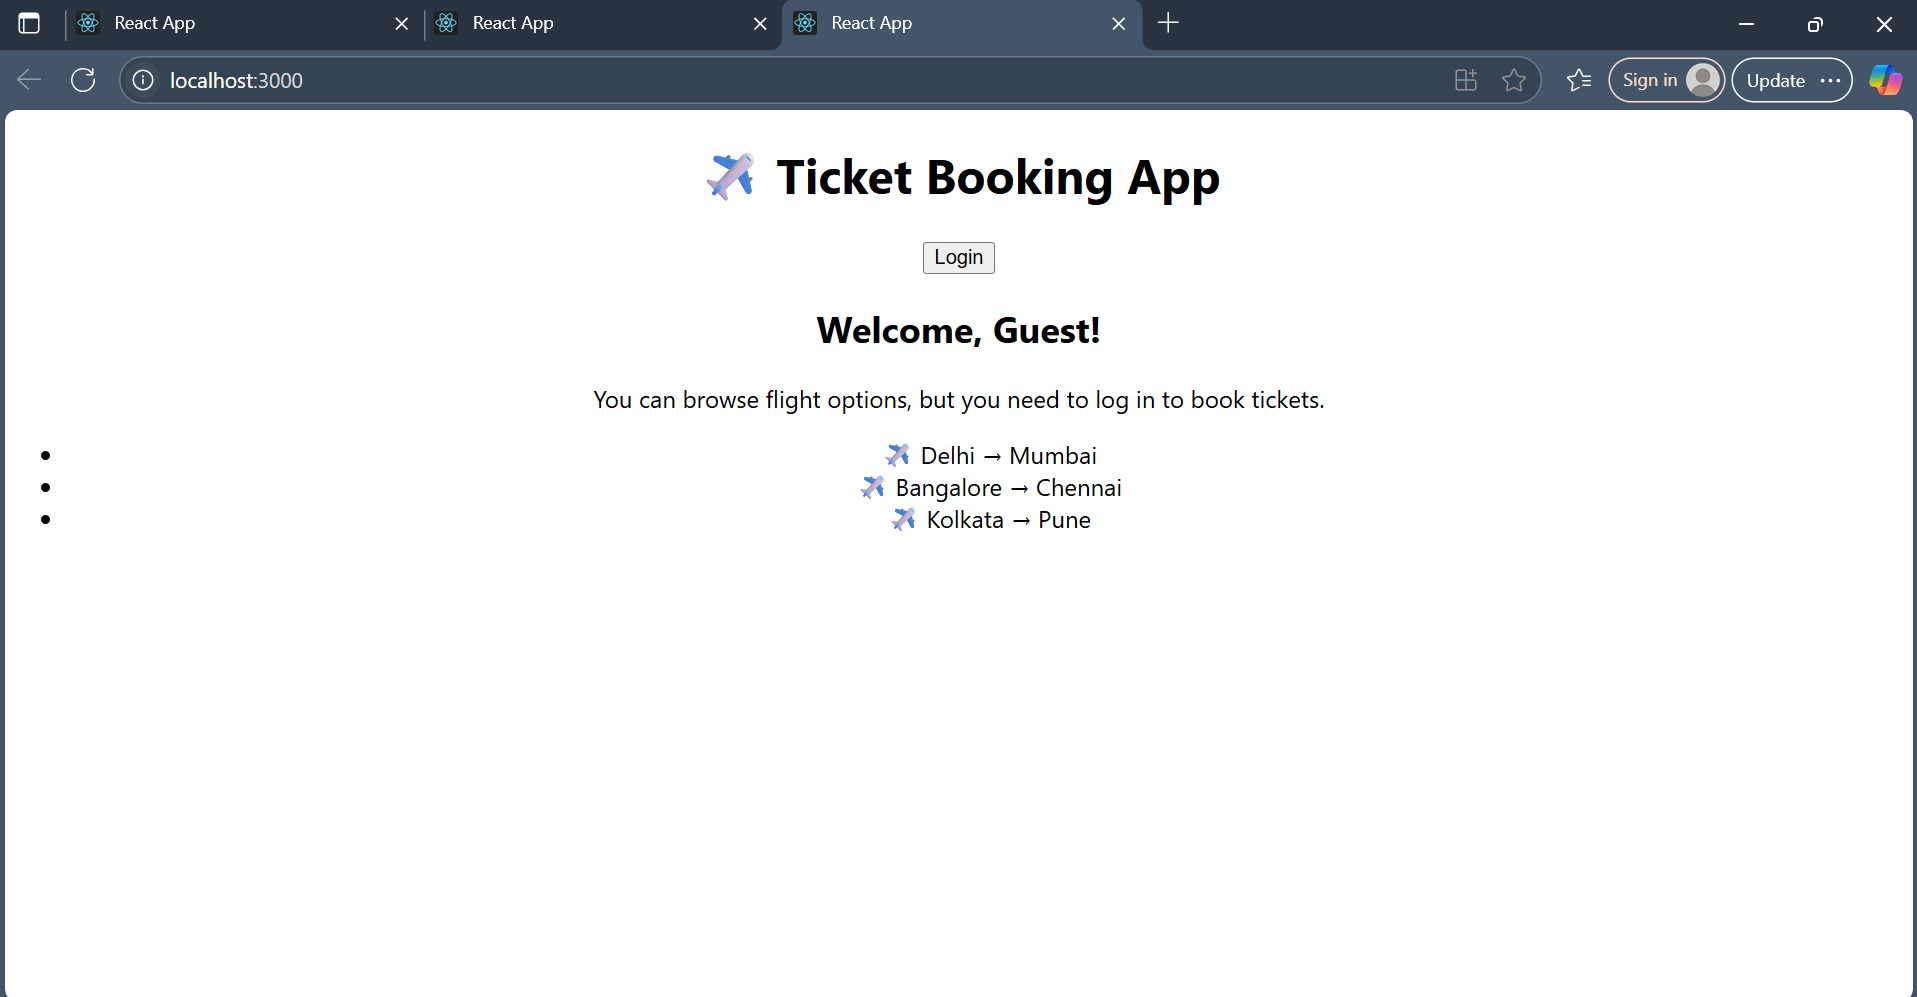 React App
React App
React App
localhost:3000
Sign in
Update
✈️ Ticket Booking App
Login
Welcome, Guest!
You can browse flight options, but you need to log in to book tickets.
• ✈️ Delhi → Mumbai
• ✈️ Bangalore → Chennai
• ✈️ Kolkata → Pune